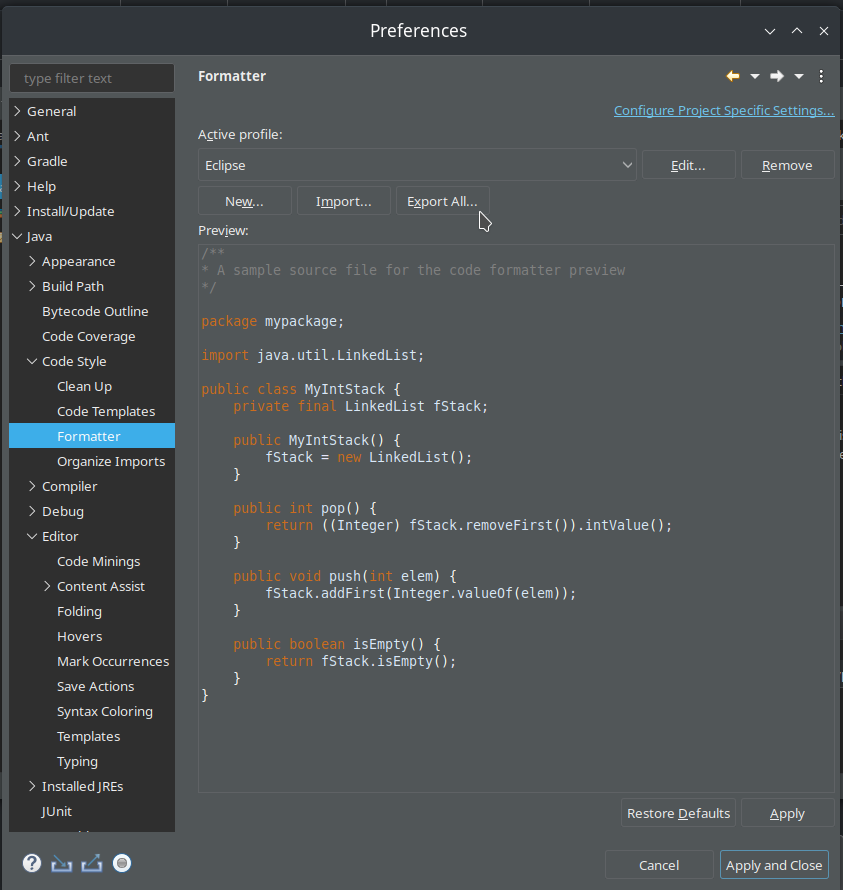 Preferences
type filter text
General
Ant
Gradle
Help
Install/Update
Java
Appearance
Build Path
Bytecode Outline
Code Coverage
Code Style
Clean Up
Code Templates
Formatter
Organize Imports
Compiler
Debug
Editor
Code Minings
Content Assist
Folding
Hovers
Mark Occurrences
Save Actions
Syntax Coloring
Templates
Typing
Installed JREs
JUnit
Formatter
Configure Project Specific Settings...
Active profile:
Eclipse
Edit...
Remove
New...
Import...
Export All...
Preview:
/**
* A sample source file for the code formatter preview
*/
package mypackage;
import java.util.LinkedList;
public class MyIntStack {
    private final LinkedList fStack;
    public MyIntStack() {
        fStack = new LinkedList();
    }
    public int pop() {
        return ((Integer) fStack.removeFirst()).intValue();
    }
    public void push(int elem) {
        fStack.addFirst(Integer.valueOf(elem));
    }
    public boolean isEmpty() {
        return fStack.isEmpty();
    }
}
Restore Defaults
Apply
Cancel
Apply and Close